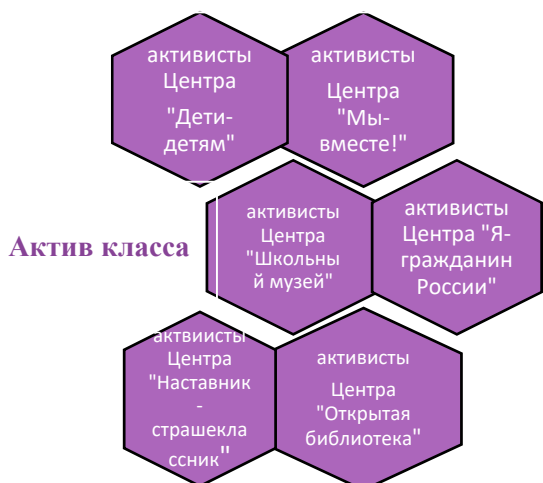 активисты
Центра
"Дети-
детям"
активисты
Центра
"Мы-
вместе!"
Актив класса
активисты
Центра
"Школьны
й музей"
активисты
Центра "Я-
гражданин
России"
актвиисты
Центра
"Наставник
-
страшекла
ссник"
активисты
Центра
"Открытая
библиотека"